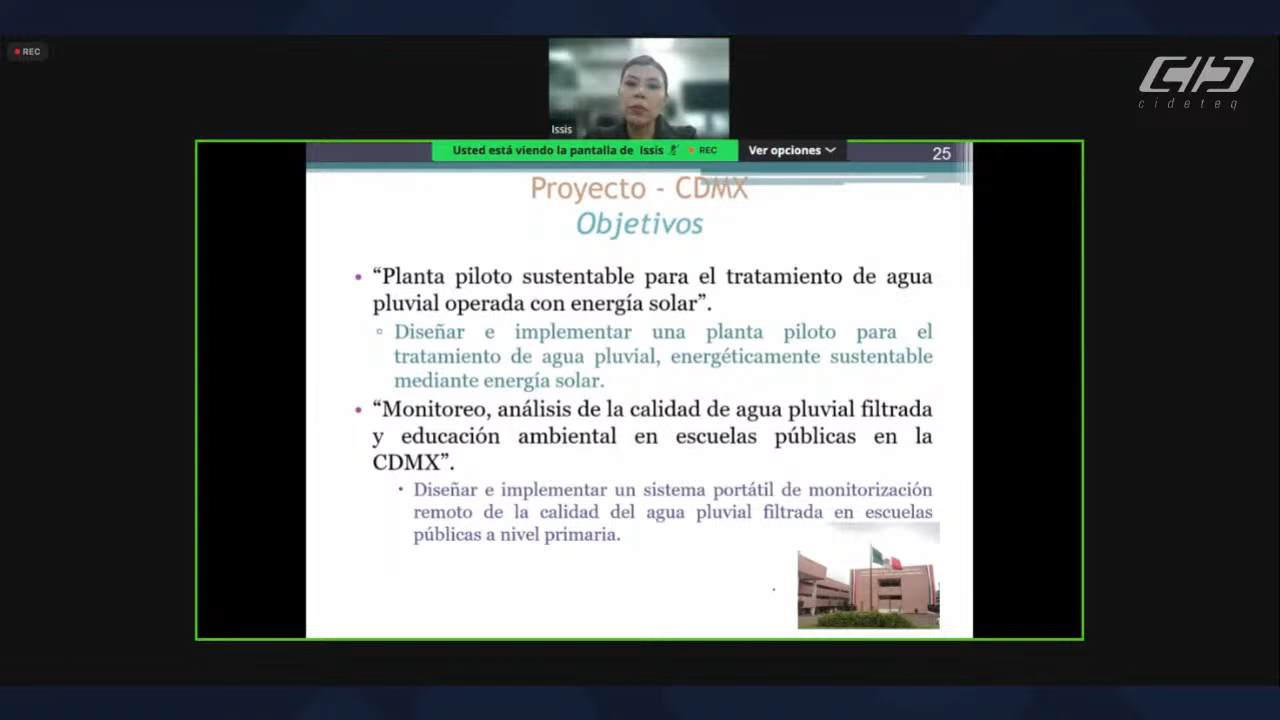 REC
cideteq
Issis
Usted está viendo la pantalla de Issis
REC
Ver opciones
25
Proyecto - CDMX
Objetivos
• “Planta piloto sustentable para el tratamiento de agua
pluvial operada con energía solar”.
▫ Diseñar e implementar una planta piloto para el
tratamiento de agua pluvial, energéticamente sustentable
mediante energía solar.
• “Monitoreo, análisis de la calidad de agua pluvial filtrada
y educación ambiental en escuelas públicas en la
CDMX”.
• Diseñar e implementar un sistema portátil de monitorización
remoto de la calidad del agua pluvial filtrada en escuelas
públicas a nivel primaria.